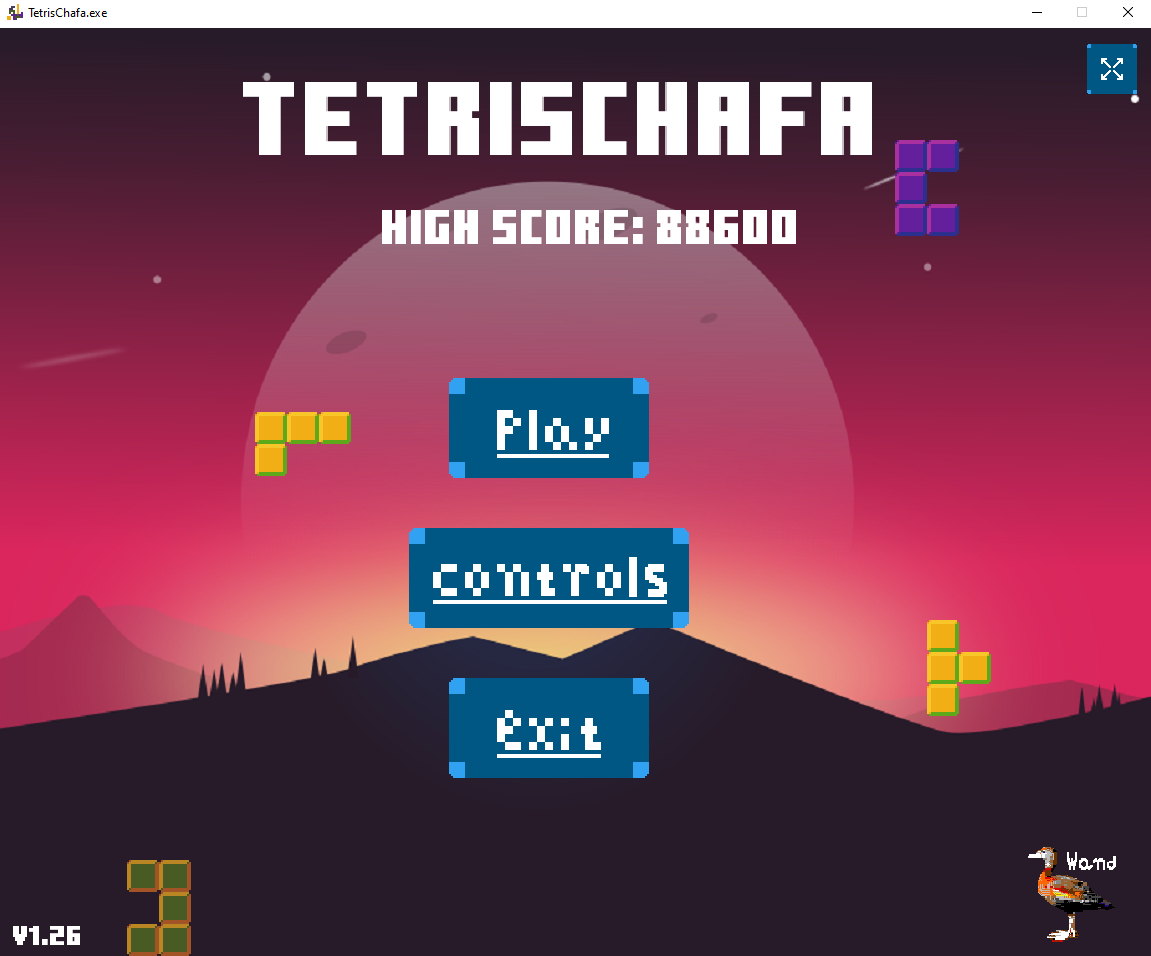 TetrisChafa.exe
TETRISCHAFA
HIGH SCORE: 88600
Play
controls
Exit
Wand
V1.26